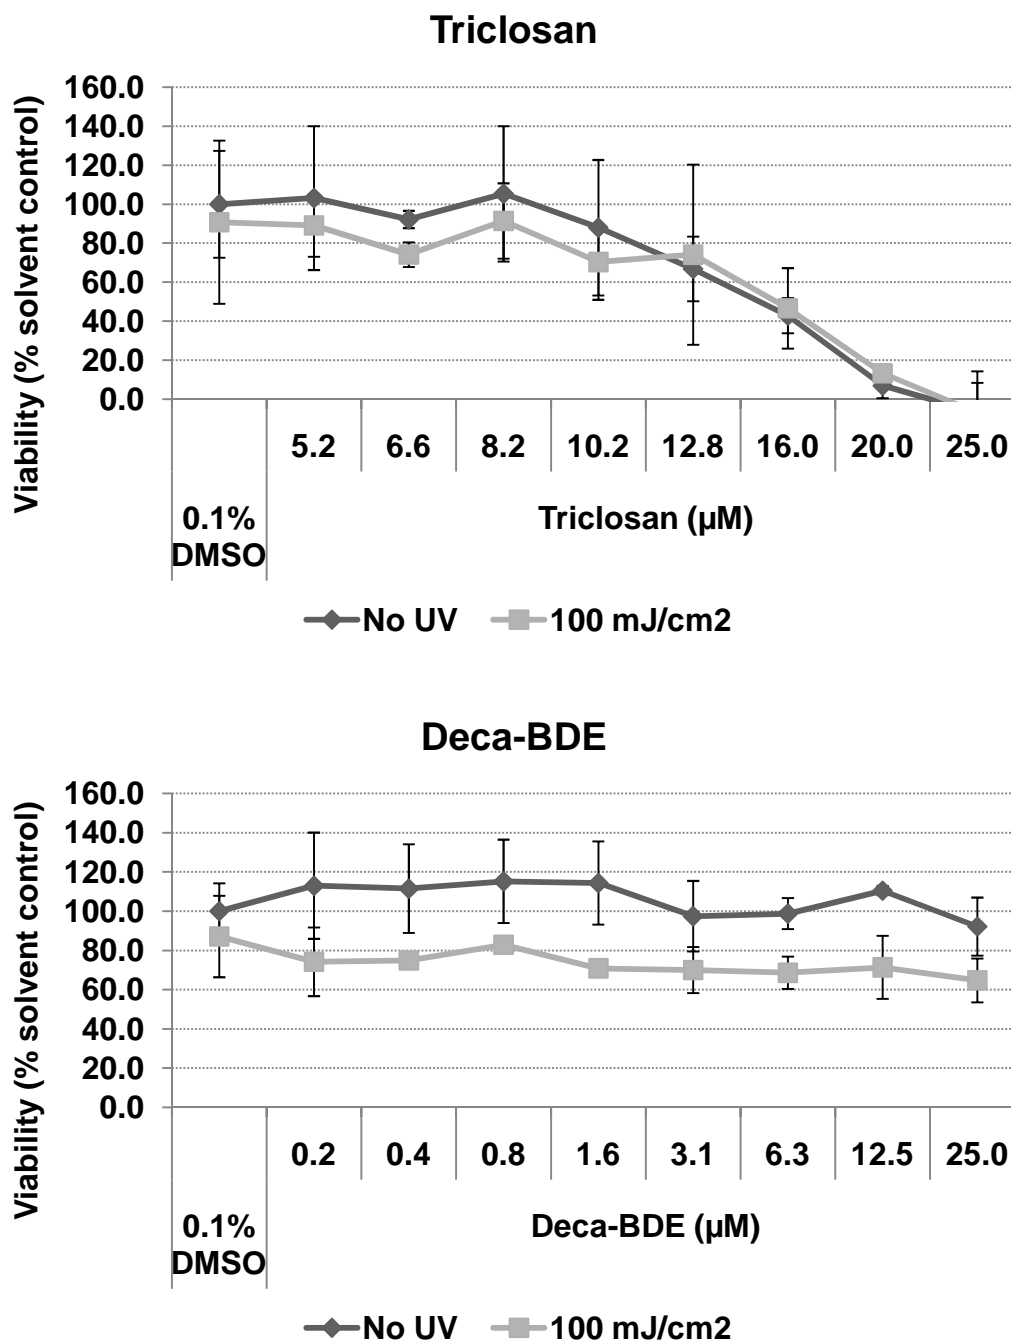 Triclosan
Viability (% solvent control)
160.0
140.0
120.0
100.0
80.0
60.0
40.0
20.0
0.0
5.2 6.6 8.2 10.2 12.8 16.0 20.0 25.0
0.1%
DMSO
Triclosan (µM)
No UV 100 mJ/cm2
Deca-BDE
Viability (% solvent control)
160.0
140.0
120.0
100.0
80.0
60.0
40.0
20.0
0.0
0.2 0.4 0.8 1.6 3.1 6.3 12.5 25.0
0.1%
DMSO
Deca-BDE (µM)
No UV 100 mJ/cm2